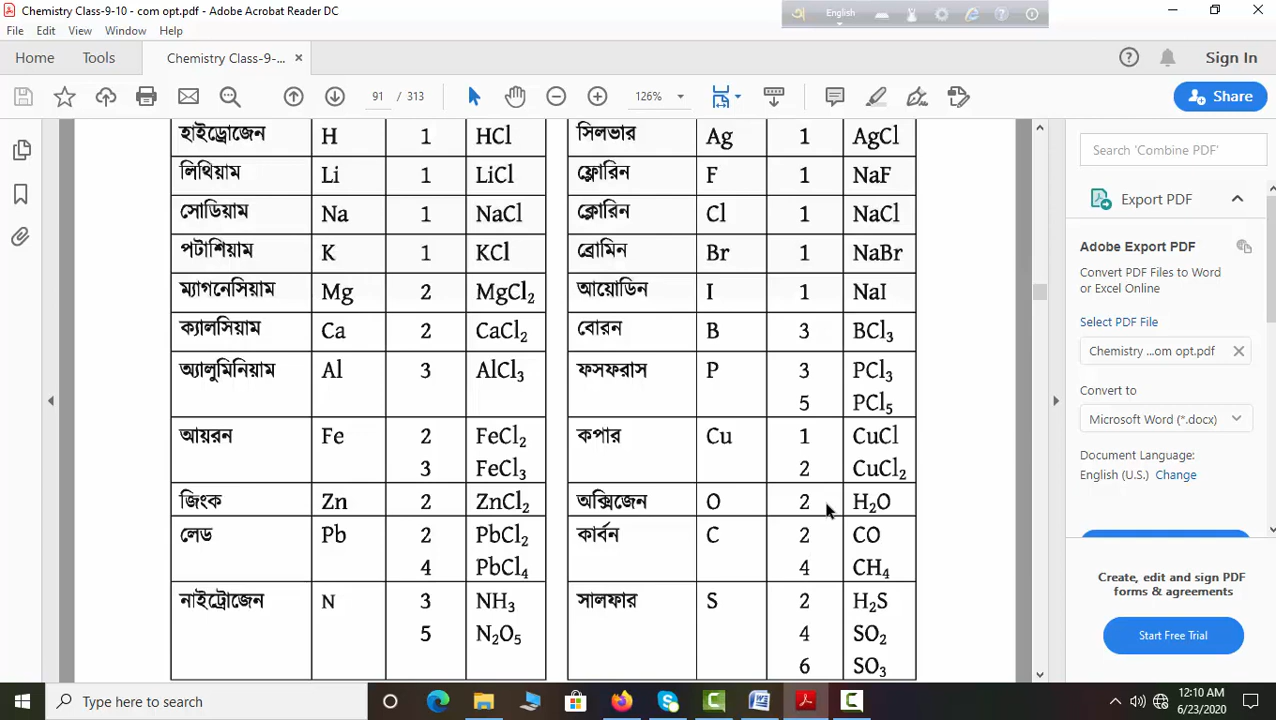 Chemistry Class-9-10 - com opt.pdf - Adobe Acrobat Reader DC
English
File Edit View Window Help
Home Tools Chemistry Class-9-... × Sign In
91 / 313 126% Share
হাইড্রোজেন H 1 HCl সিলভার Ag 1 AgCl
লিথিয়াম Li 1 LiCl ফ্লোরিন F 1 NaF
সোডিয়াম Na 1 NaCl ক্লোরিন Cl 1 NaCl
পটাশিয়াম K 1 KCl ব্রোমিন Br 1 NaBr
ম্যাগনেসিয়াম Mg 2 MgCl₂ আয়োডিন I 1 NaI
ক্যালসিয়াম Ca 2 CaCl₂ বোরন B 3 BCl₃
অ্যালুমিনিয়াম Al 3 AlCl₃ ফসফরাস P 3 PCl₃
5 PCl₅
আয়রন Fe 2 FeCl₂ কপার Cu 1 CuCl
3 FeCl₃ 2 CuCl₂
জিংক Zn 2 ZnCl₂ অক্সিজেন O 2 H₂O
লেড Pb 2 PbCl₂ কার্বন C 2 CO
4 PbCl₄ 4 CH₄
নাইট্রোজেন N 3 NH₃ সালফার S 2 H₂S
5 N₂O₅ 4 SO₂
6 SO₃
Search 'Combine PDF'
Export PDF
Adobe Export PDF
Convert PDF Files to Word
or Excel Online
Select PDF File
Chemistry ...om opt.pdf ×
Convert to
Microsoft Word (*.docx)
Document Language:
English (U.S.) Change
Create, edit and sign PDF
forms & agreements
Start Free Trial
Type here to search
12:10 AM
6/23/2020